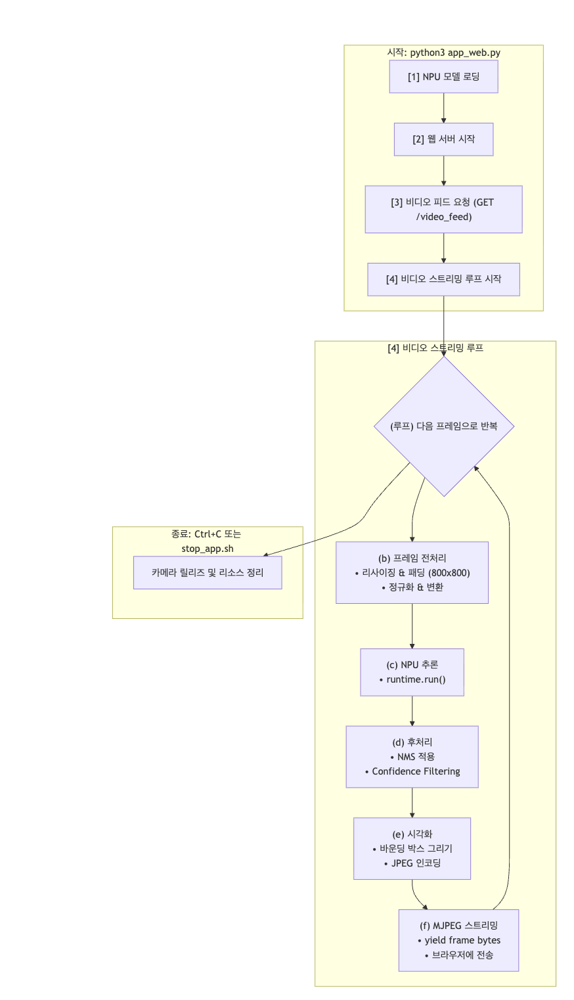 시작: python3 app_web.py
[1] NPU 모델 로딩
[2] 웹 서버 시작
[3] 비디오 피드 요청 (GET
/video_feed)
[4] 비디오 스트리밍 루프 시작
[4] 비디오 스트리밍 루프
(루프) 다음 프레임으로 반복
종료: Ctrl+C 또는
stop_app.sh
카메라 릴리즈 및 리소스 정리
(b) 프레임 전처리
• 리사이징 & 패딩 (800x800)
• 정규화 & 변환
(c) NPU 추론
• runtime.run()
(d) 후처리
• NMS 적용
• Confidence Filtering
(e) 시각화
• 바운딩 박스 그리기
• JPEG 인코딩
(f) MJPEG 스트리밍
• yield frame bytes
• 브라우저에 전송